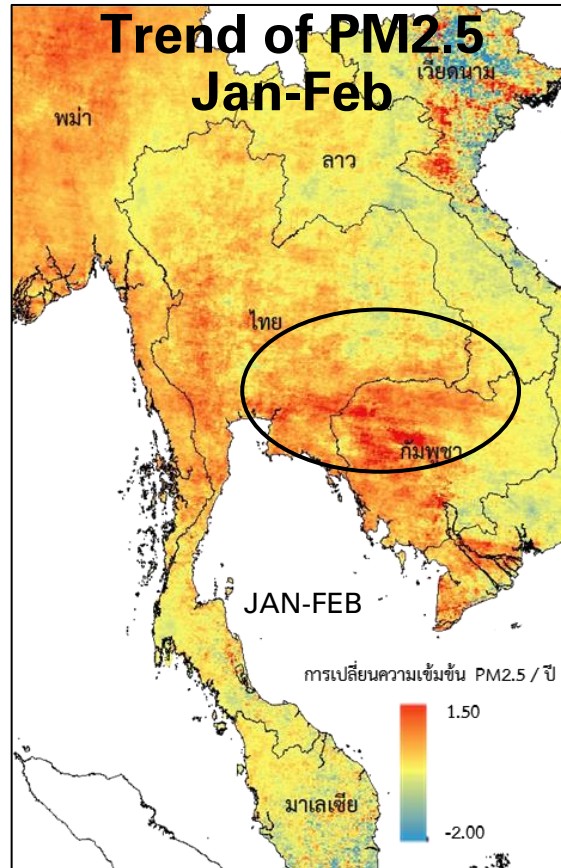 Trend of PM2.5
Jan-Feb
เวียดนาม
พม่า
ลาว
ไทย
กัมพูชา
JAN-FEB
การเปลี่ยนความเข้มข้น PM2.5 / ปี
1.50
-2.00
มาเลเซีย